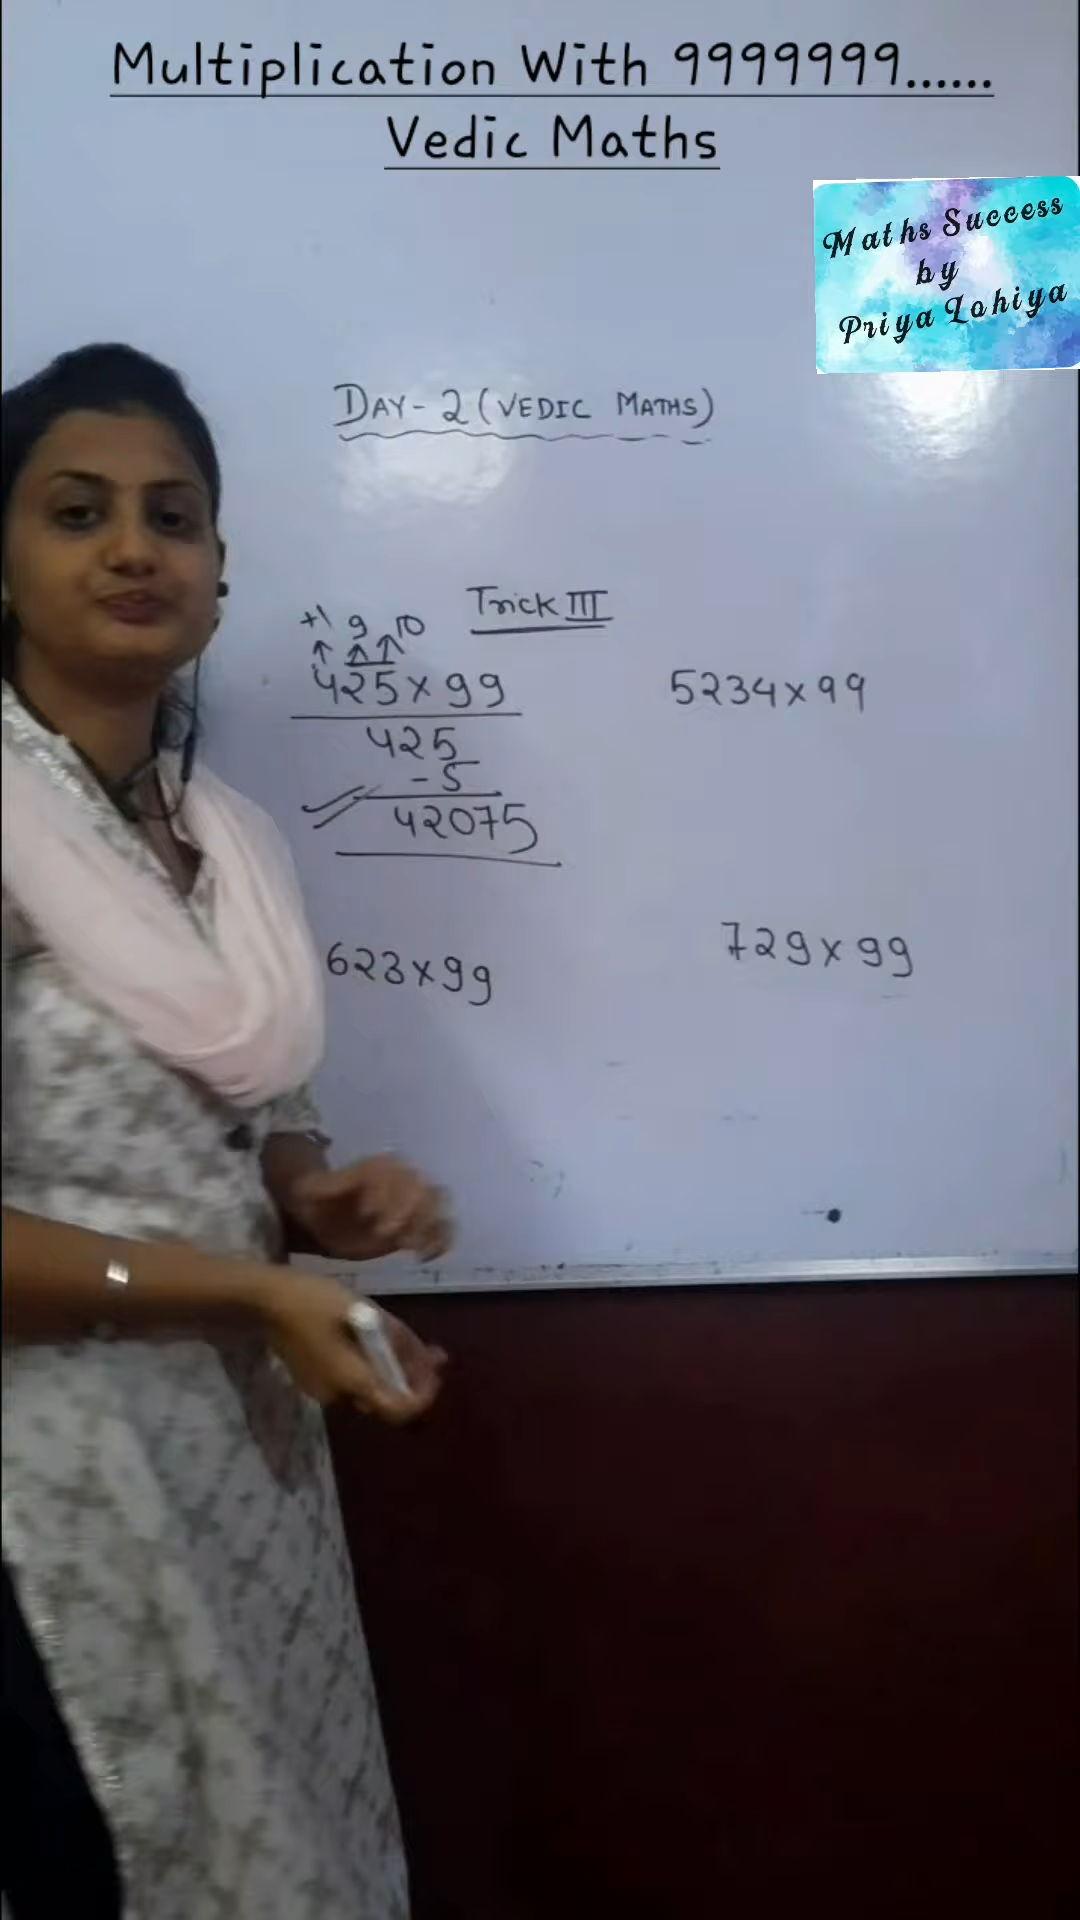 Multiplication With 9999999......
Vedic Maths
Maths Success
by
Priya Lohiya
DAY-2 (VEDIC MATHS)
Trick III
+1 9 10
425×99
425
-5
42075
5234×99
623×99
729×99